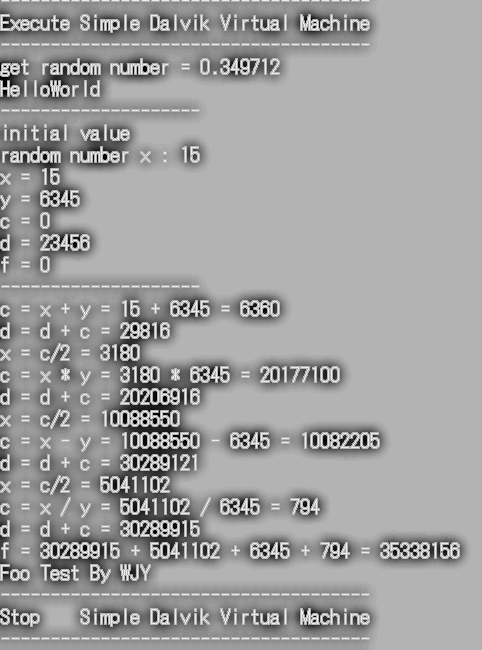 -------------------------------------
Execute Simple Dalvik Virtual Machine
-------------------------------------
get random number = 0.349712
HelloWorld
--------------------
initial value
random number x : 15
x = 15
y = 6345
c = 0
d = 23456
f = 0
--------------------
c = x + y = 15 + 6345 = 6360
d = d + c = 29816
x = c/2 = 3180
c = x * y = 3180 * 6345 = 20177100
d = d + c = 20206916
x = c/2 = 10088550
c = x - y = 10088550 - 6345 = 10082205
d = d + c = 30289121
x = c/2 = 5041102
c = x / y = 5041102 / 6345 = 794
d = d + c = 30289915
f = 30289915 + 5041102 + 6345 + 794 = 35338156
Foo Test By WJY
-------------------------------------
Stop    Simple Dalvik Virtual Machine
-------------------------------------